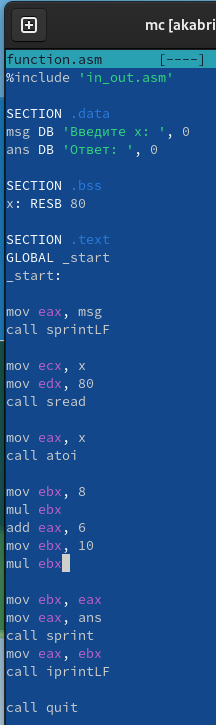 mc [akabri
function.asm [----]
%include 'in_out.asm'
SECTION .data
msg DB 'Введите x: ', 0
ans DB 'Ответ: ', 0
SECTION .bss
x: RESB 80
SECTION .text
GLOBAL _start
_start:
mov eax, msg
call sprintLF
mov ecx, x
mov edx, 80
call sread
mov eax, x
call atoi
mov ebx, 8
mul ebx
add eax, 6
mov ebx, 10
mul ebx
mov ebx, eax
mov eax, ans
call sprint
mov eax, ebx
call iprintLF
call quit